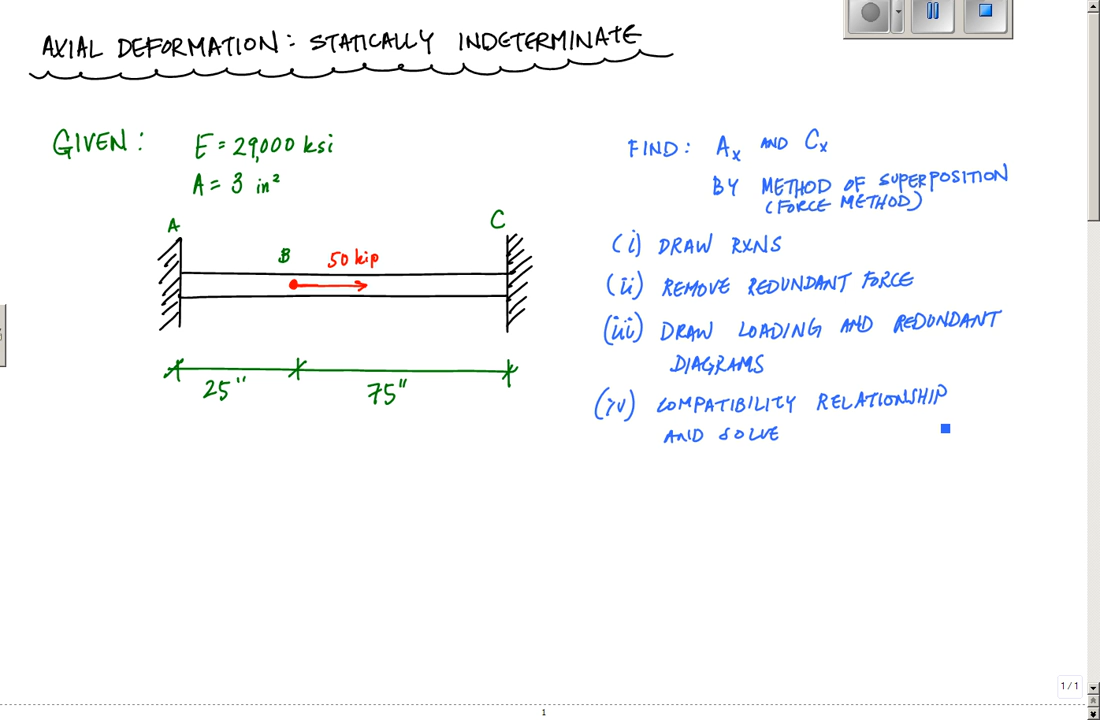 AXIAL DEFORMATION: STATICALLY INDETERMINATE
GIVEN: E = 29,000 ksi
A = 3 in²
FIND: Ax AND Cx
BY METHOD OF SUPERPOSITION
(FORCE METHOD)
(i) DRAW RXNS
(ii) REMOVE REDUNDANT FORCE
(iii) DRAW LOADING AND REDUNDANT
DIAGRAMS
(iv) COMPATIBILITY RELATIONSHIP
AND SOLVE
A
C
B
50 kip
25"
75"
1 / 1
1